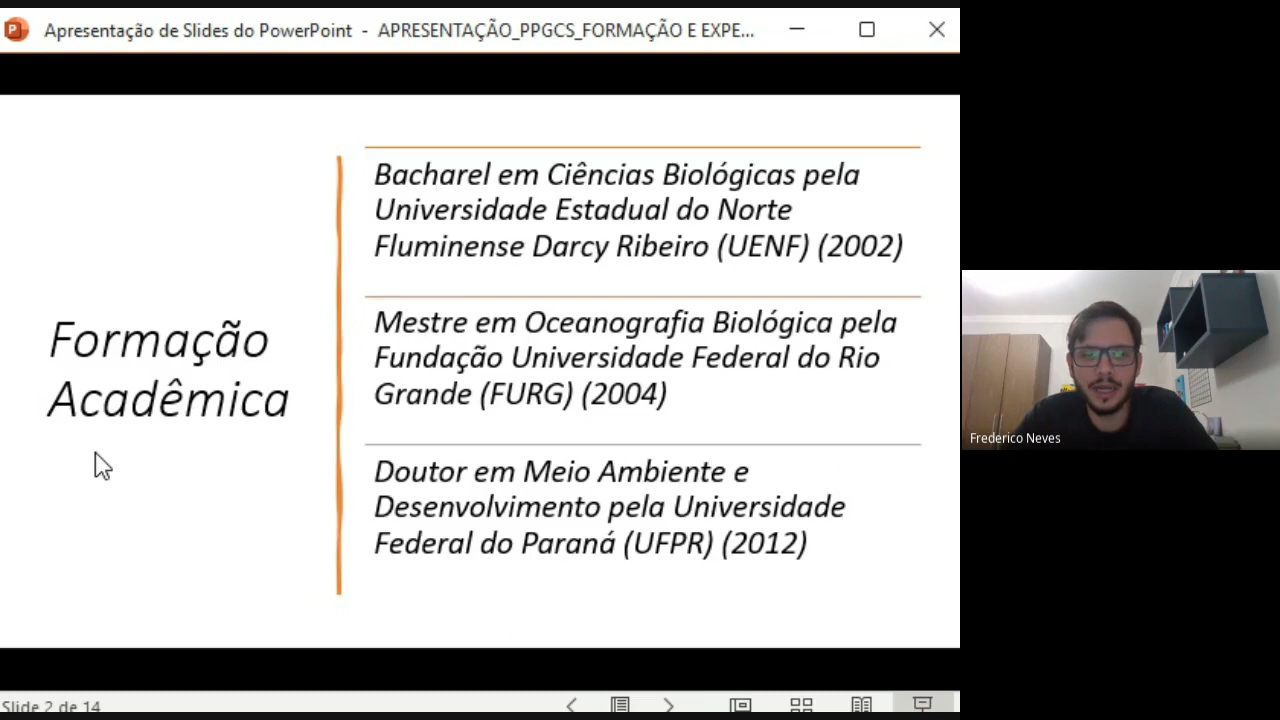 Apresentação de Slides do PowerPoint - APRESENTAÇÃO_PPGCS_FORMAÇÃO E EXPE...
Formação
Acadêmica
Bacharel em Ciências Biológicas pela
Universidade Estadual do Norte
Fluminense Darcy Ribeiro (UENF) (2002)
Mestre em Oceanografia Biológica pela
Fundação Universidade Federal do Rio
Grande (FURG) (2004)
Doutor em Meio Ambiente e
Desenvolvimento pela Universidade
Federal do Paraná (UFPR) (2012)
Frederico Neves
Slide 2 de 14